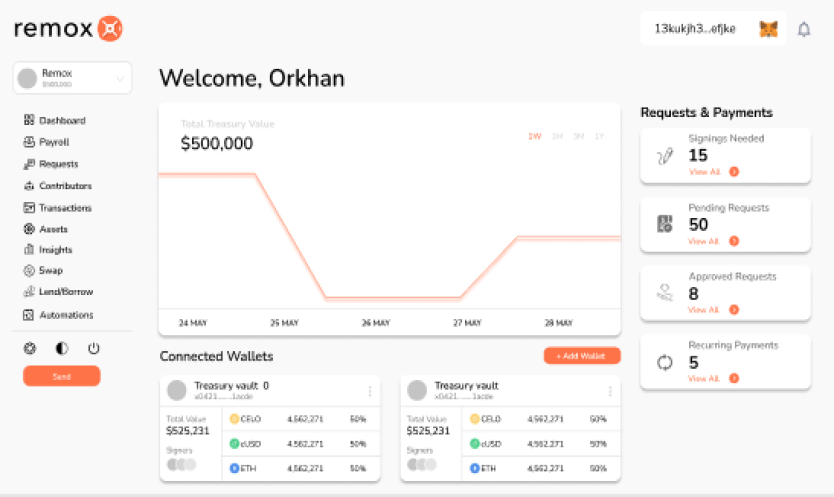 remox
13kukjh3...efjke
Remox
$500,000
Welcome, Orkhan
Dashboard
Payroll
Requests
Contributors
Transactions
Assets
Insights
Swap
Lend/Borrow
Automations
Send
Total Treasury Value
$500,000
1W 1M 3M 1Y
24 MAY 25 MAY 26 MAY 27 MAY 28 MAY
Requests & Payments
Signings Needed
15
View All
Pending Requests
50
View All
Approved Requests
8
View All
Recurring Payments
5
View All
Connected Wallets
+ Add Wallet
Treasury vault 0
x0421......1acde
Total Value
$525,231
Signers
CELO 4,562,271 50%
cUSD 4,562,271 50%
ETH 4,562,271 50%
Treasury vault
x0421......1acde
Total Value
$525,231
Signers
CELO 4,562,271 50%
cUSD 4,562,271 50%
ETH 4,562,271 50%